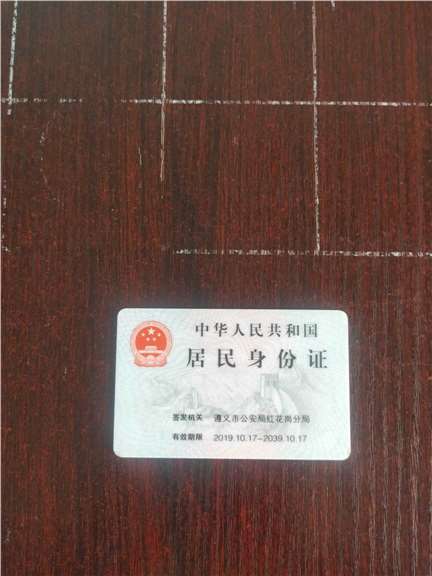 中华人民共和国
居民身份证
签发机关 遵义市公安局红花岗分局
有效期限 2019.10.17-2039.10.17